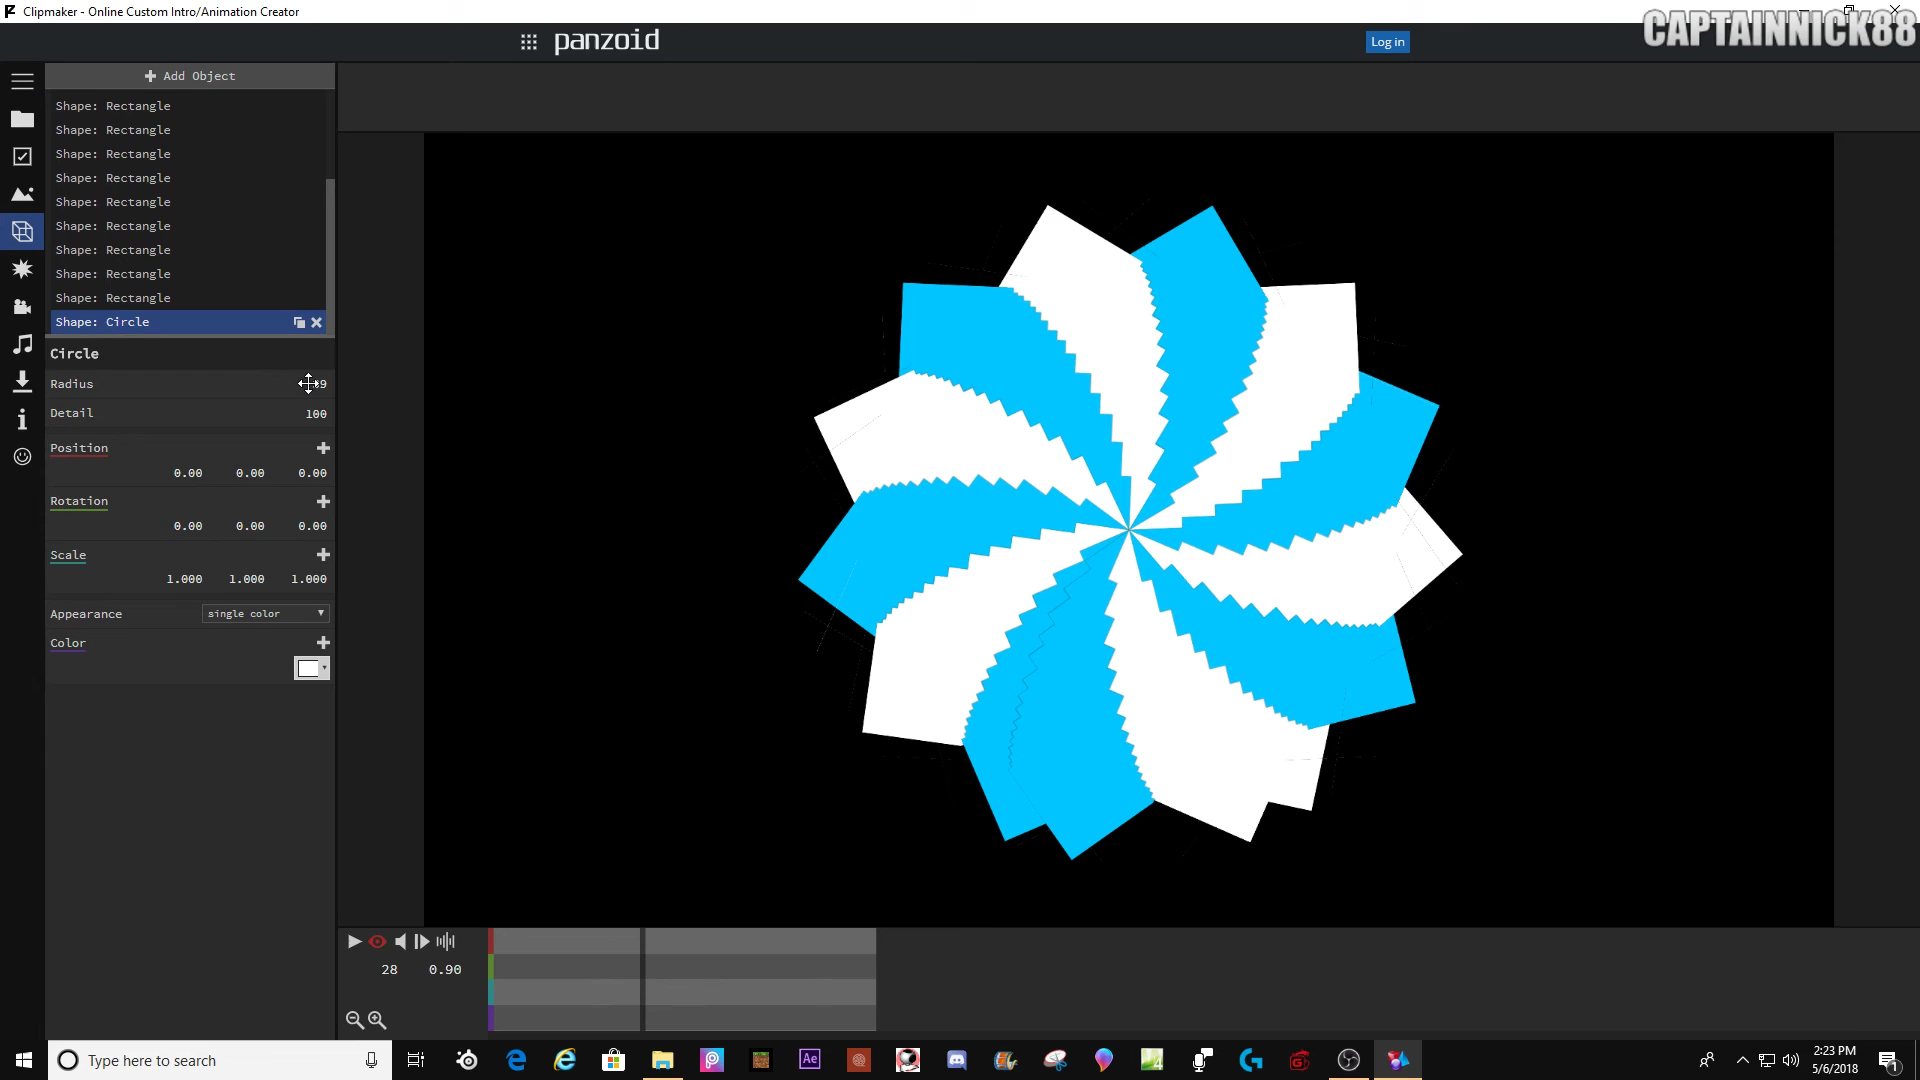 Clipmaker - Online Custom Intro/Animation Creator
panzoid
Log in
CAPTAINNICK88
Add Object
Shape: Rectangle
Shape: Rectangle
Shape: Rectangle
Shape: Rectangle
Shape: Rectangle
Shape: Rectangle
Shape: Rectangle
Shape: Rectangle
Shape: Rectangle
Shape: Circle
Circle
Radius
Detail 100
Position
0.00 0.00 0.00
Rotation
0.00 0.00 0.00
Scale
1.000 1.000 1.000
Appearance single color
Color
28 0.90
Type here to search
Ae
2:23 PM
5/6/2018